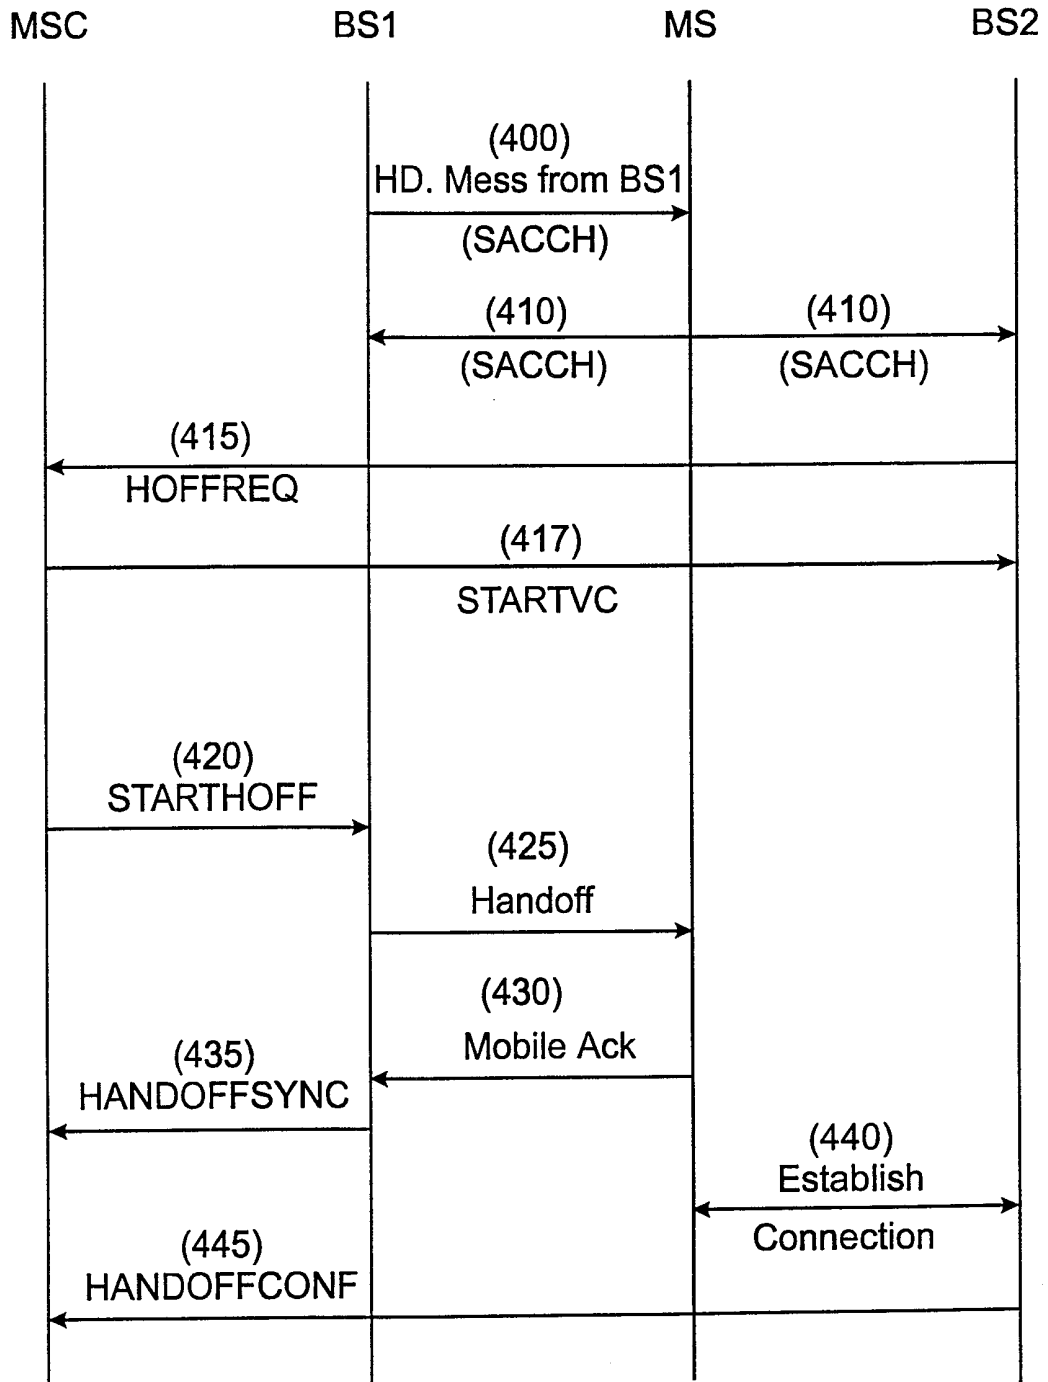 MSC BS1 MS BS2
(400)
HD. Mess from BS1
(SACCH)
(410) (410)
(SACCH) (SACCH)
(415)
HOFFREQ
(417)
STARTVC
(420)
STARTHOFF
(425)
Handoff
(430)
Mobile Ack
(435)
HANDOFFSYNC
(440)
Establish
Connection
(445)
HANDOFFCONF